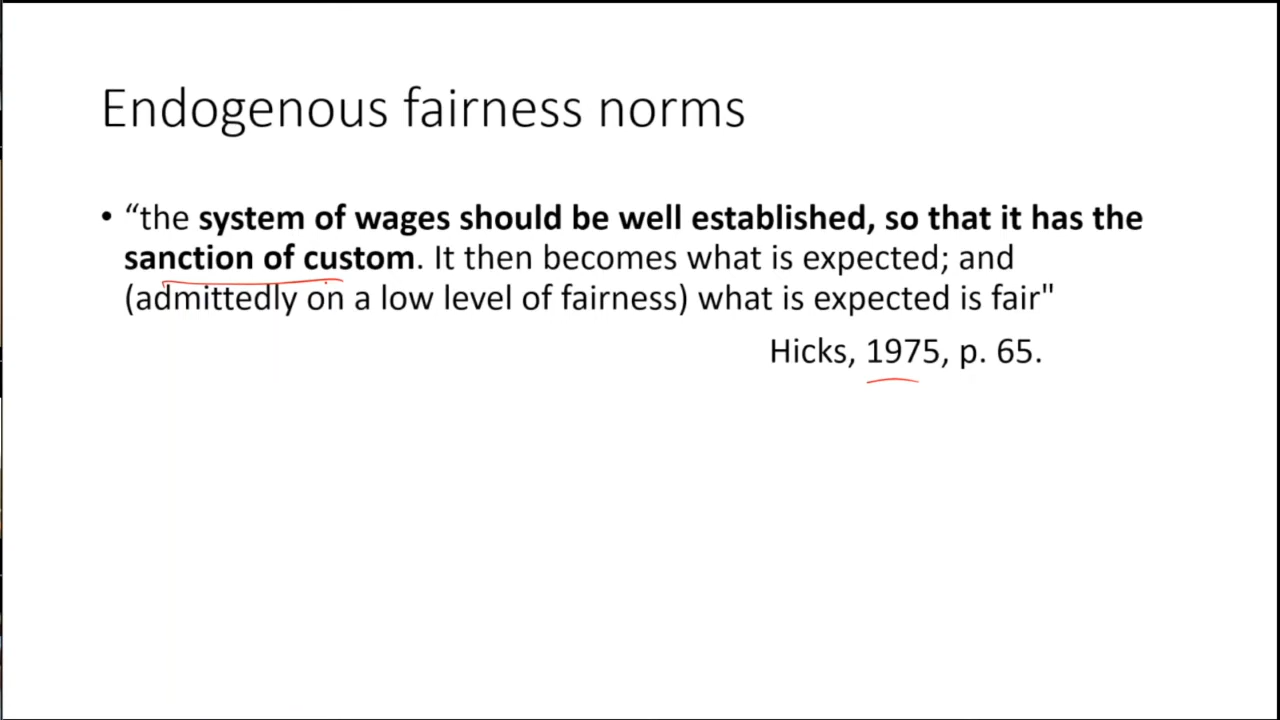 Endogenous fairness norms
• “the system of wages should be well established, so that it has the
sanction of custom. It then becomes what is expected; and
(admittedly on a low level of fairness) what is expected is fair"
Hicks, 1975, p. 65.